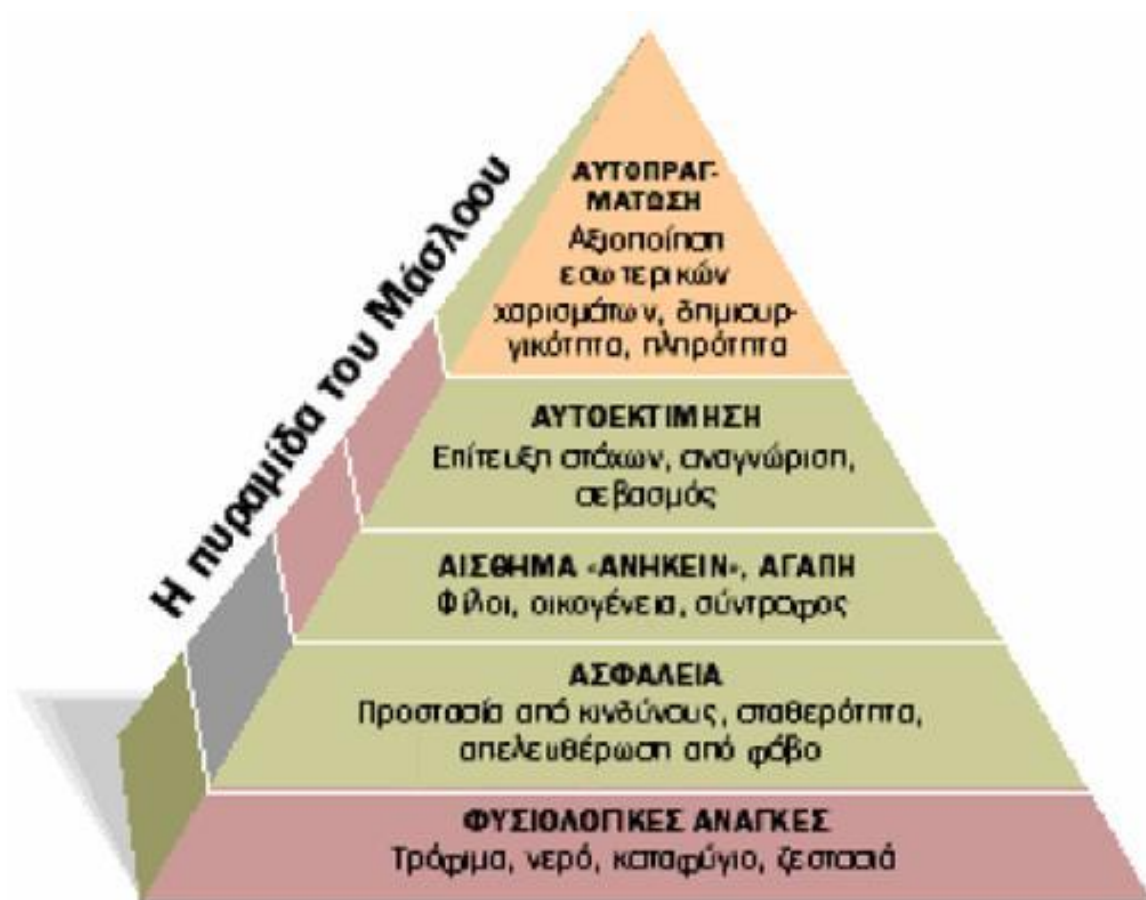 Η πυραμίδα του Μάσλοου
ΑΥΤΟΠΡΑΓ-
ΜΑΤΩΣΗ
Αξιοποίηση
εσωτερικών
χαρισμάτων, δημιουρ-
γικότητα, πληρότητα
ΑΥΤΟΕΚΤΙΜΗΣΗ
Επίτευξη στόχων, αναγνώριση,
σεβασμός
ΑΙΣΘΗΜΑ «ΑΝΗΚΕΙΝ», ΑΓΑΠΗ
Φίλοι, οικογένεια, σύντροφος
ΑΣΦΑΛΕΙΑ
Προστασία από κινδύνους, σταθερότητα,
απελευθέρωση από φόβο
ΦΥΣΙΟΛΟΓΙΚΕΣ ΑΝΑΓΚΕΣ
Τρόφιμα, νερό, καταφύγιο, ζεστασιά